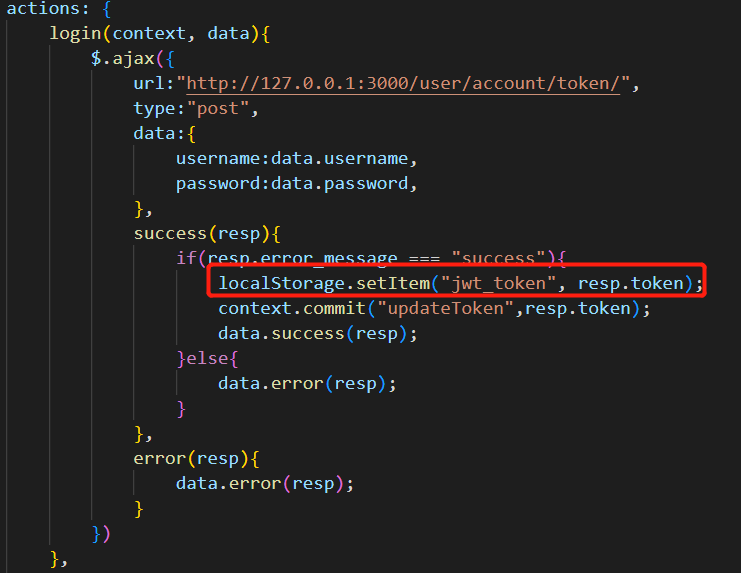 actions: {
login(context, data){
$.ajax({
url:"http://127.0.0.1:3000/user/account/token/",
type:"post",
data:{
username:data.username,
password:data.password,
},
success(resp){
if(resp.error_message === "success"){
localStorage.setItem("jwt_token", resp.token);
context.commit("updateToken",resp.token);
data.success(resp);
}else{
data.error(resp);
}
},
error(resp){
data.error(resp);
}
})
},